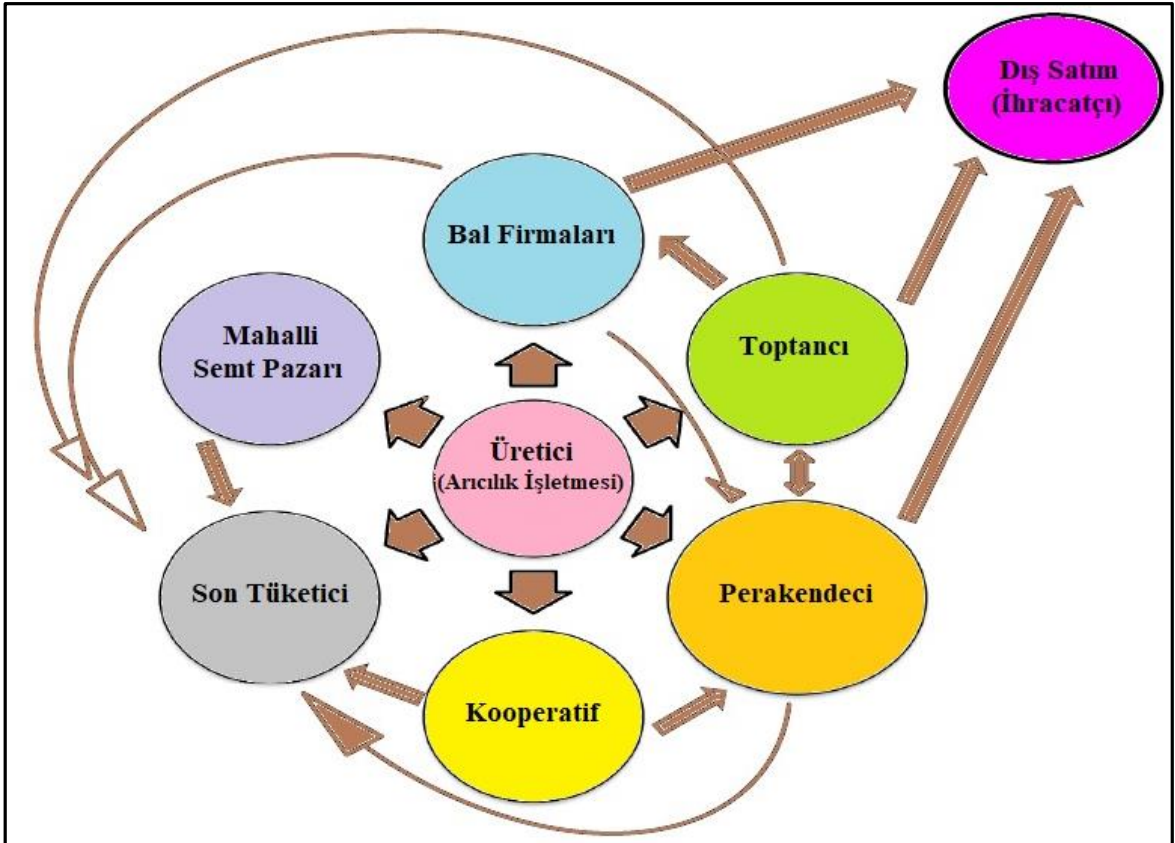 Dış Satım
(İhracatçı)
Bal Firmaları
Mahalli
Semt Pazarı
Toptancı
Üretici
i(Arıcılık İşletmesi)
Son Tüketici
Perakendeci
Kooperatif